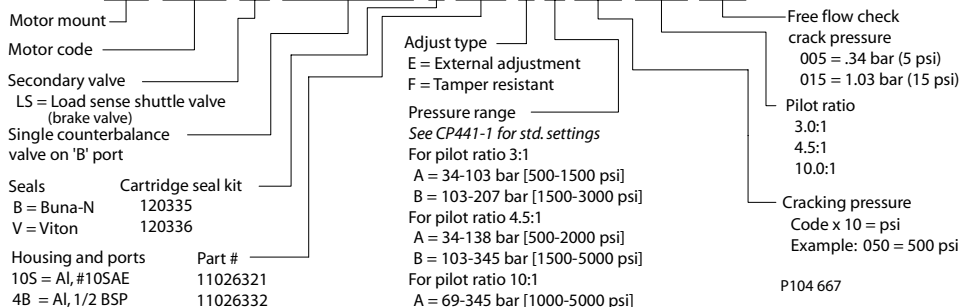 Motor mount
Motor code
Secondary valve
LS = Load sense shuttle valve
(brake valve)
Single counterbalance
valve on 'B' port
Seals
B = Buna-N
V = Viton
Cartridge seal kit
120335
120336
Housing and ports
10S = Al, #10SAE
4B = Al, 1/2 BSP
Part #
11026321
11026332
Adjust type
E = External adjustment
F = Tamper resistant
Pressure range
See CP441-1 for std. settings
For pilot ratio 3:1
A = 34-103 bar [500-1500 psi]
B = 103-207 bar [1500-3000 psi]
For pilot ratio 4.5:1
A = 34-138 bar [500-2000 psi]
B = 103-345 bar [1500-5000 psi]
For pilot ratio 10:1
A = 69-345 bar [1000-5000 psi]
Free flow check
crack pressure
005 = .34 bar (5 psi)
015 = 1.03 bar (15 psi)
Pilot ratio
3.0:1
4.5:1
10.0:1
Cracking pressure
Code x 10 = psi
Example: 050 = 500 psi
P104 667